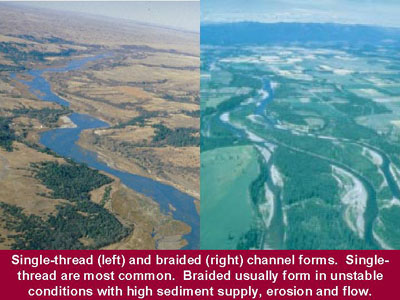 Single-thread (left) and braided (right) channel forms.  Single-
thread are most common.  Braided usually form in unstable
conditions with high sediment supply, erosion and flow.